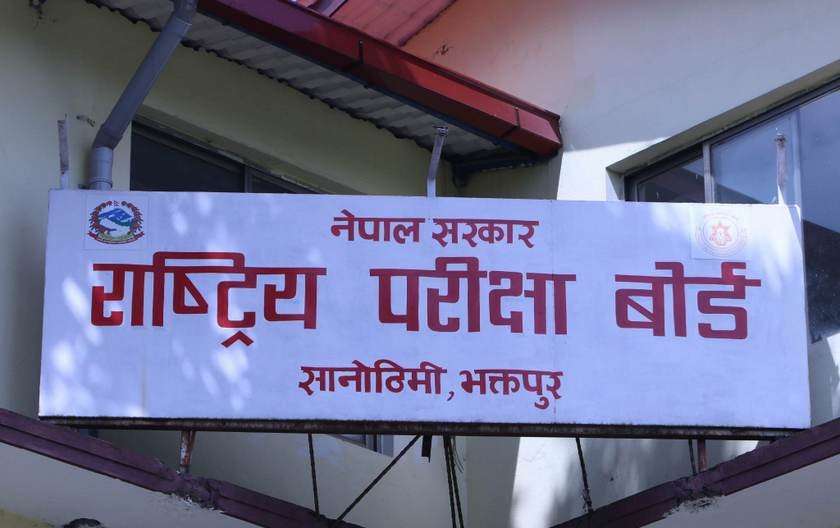 नेपाल सरकार
राष्ट्रिय परीक्षा बोर्ड
सानोठिमी, भक्तपुर